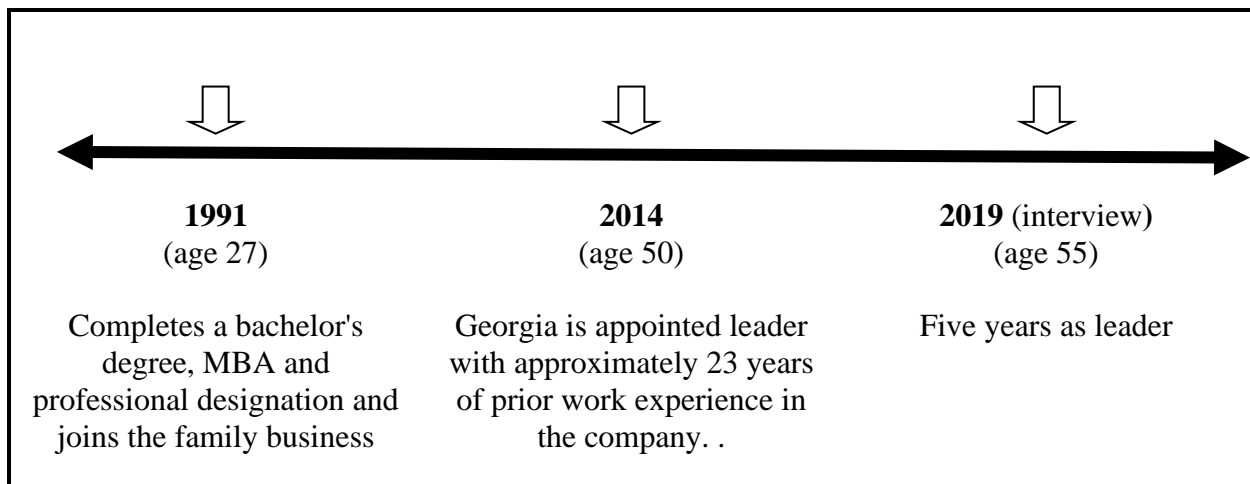 1991
(age 27)
Completes a bachelor's
degree, MBA and
professional designation and
joins the family business
2014
(age 50)
Georgia is appointed leader
with approximately 23 years
of prior work experience in
the company. .
2019 (interview)
(age 55)
Five years as leader